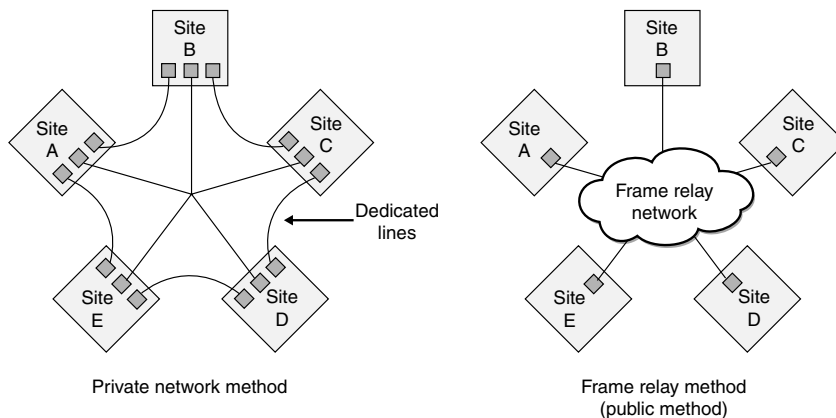 Site
B
Site
A
Site
C
Dedicated
lines
Site
E
Site
D
Private network method
Site
B
Site
A
Site
C
Frame relay
network
Site
E
Site
D
Frame relay method
(public method)